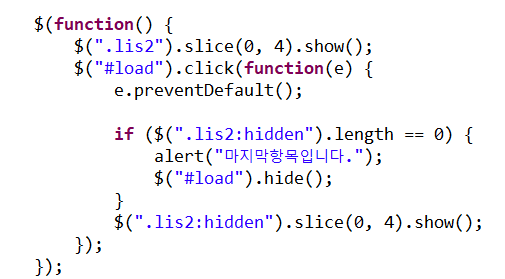 $(function() {
    $(".lis2").slice(0, 4).show();
    $("#load").click(function(e) {
        e.preventDefault();

        if ($(".lis2:hidden").length == 0) {
            alert("마지막항목입니다.");
            $("#load").hide();
        }
        $(".lis2:hidden").slice(0, 4).show();
    });
});